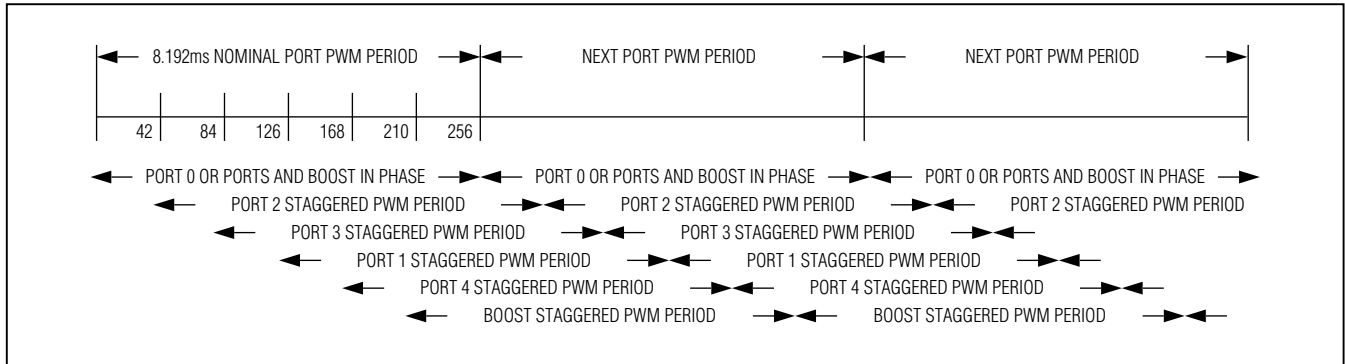 8.192ms NOMINAL PORT PWM PERIOD NEXT PORT PWM PERIOD NEXT PORT PWM PERIOD
42 84 126 168 210 256
PORT 0 OR PORTS AND BOOST IN PHASE PORT 0 OR PORTS AND BOOST IN PHASE PORT 0 OR PORTS AND BOOST IN PHASE
PORT 2 STAGGERED PWM PERIOD PORT 2 STAGGERED PWM PERIOD PORT 2 STAGGERED PWM PERIOD
PORT 3 STAGGERED PWM PERIOD PORT 3 STAGGERED PWM PERIOD
PORT 1 STAGGERED PWM PERIOD PORT 1 STAGGERED PWM PERIOD
PORT 4 STAGGERED PWM PERIOD PORT 4 STAGGERED PWM PERIOD
BOOST STAGGERED PWM PERIOD BOOST STAGGERED PWM PERIOD